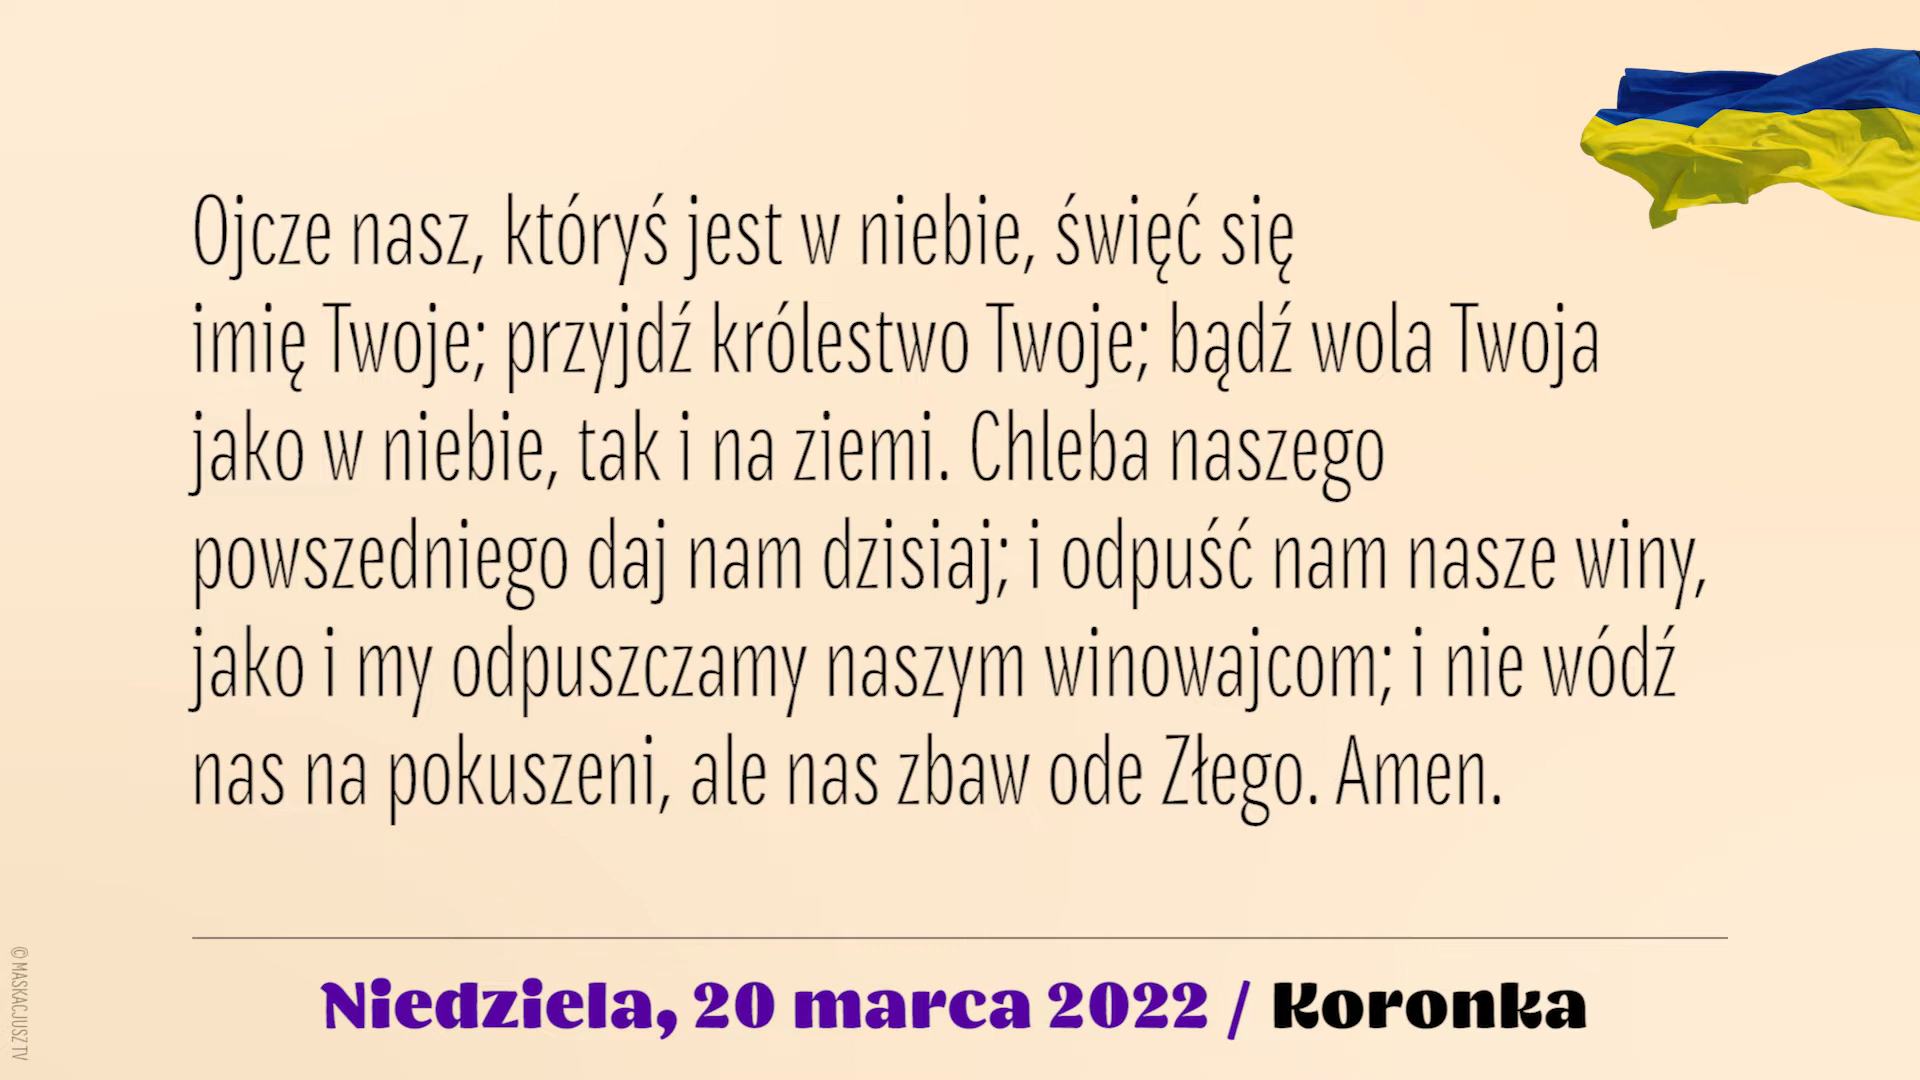 Ojcze nasz, któryś jest w niebie, święć się
imię Twoje; przyjdź królestwo Twoje; bądź wola Twoja
jako w niebie, tak i na ziemi. Chleba naszego
powszedniego daj nam dzisiaj; i odpuść nam nasze winy,
jako i my odpuszczamy naszym winowajcom; i nie wódź
nas na pokuszeni, ale nas zbaw ode Złego. Amen.
Niedziela, 20 marca 2022 / Koronka
© MASKACJUSZ TV